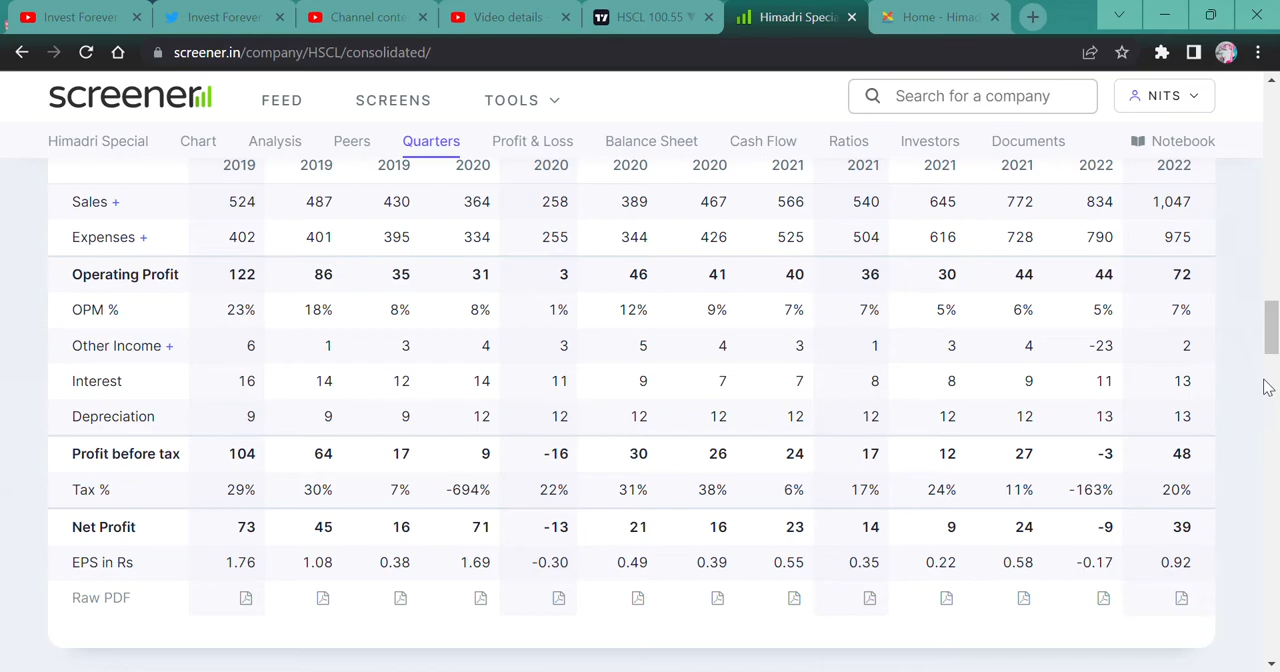 Invest Forever
Invest Forever
Channel conte
Video details
HSCL 100.55
Himadri Specia
Home - Himad
screener.in/company/HSCL/consolidated/
screener
FEED
SCREENS
TOOLS
Search for a company
NITS
Himadri Special
Chart
Analysis
Peers
Quarters
Profit & Loss
Balance Sheet
Cash Flow
Ratios
Investors
Documents
Notebook
2019 2019 2019 2020 2020 2020 2020 2021 2021 2021 2021 2022 2022
Sales + 524 487 430 364 258 389 467 566 540 645 772 834 1,047
Expenses + 402 401 395 334 255 344 426 525 504 616 728 790 975
Operating Profit 122 86 35 31 3 46 41 40 36 30 44 44 72
OPM % 23% 18% 8% 8% 1% 12% 9% 7% 7% 5% 6% 5% 7%
Other Income + 6 1 3 4 3 5 4 3 1 3 4 -23 2
Interest 16 14 12 14 11 9 7 7 8 8 9 11 13
Depreciation 9 9 9 12 12 12 12 12 12 12 12 13 13
Profit before tax 104 64 17 9 -16 30 26 24 17 12 27 -3 48
Tax % 29% 30% 7% -694% 22% 31% 38% 6% 17% 24% 11% -163% 20%
Net Profit 73 45 16 71 -13 21 16 23 14 9 24 -9 39
EPS in Rs 1.76 1.08 0.38 1.69 -0.30 0.49 0.39 0.55 0.35 0.22 0.58 -0.17 0.92
Raw PDF